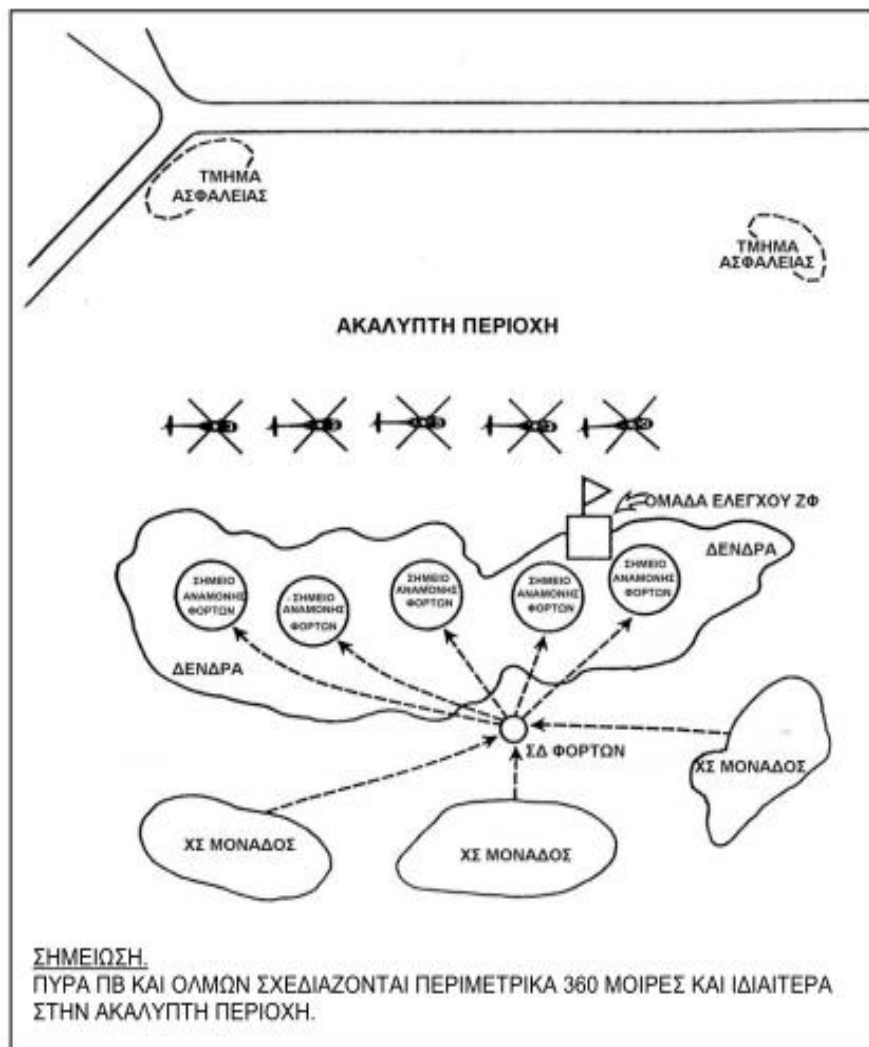 ΤΜΗΜΑ
ΑΣΦΑΛΕΙΑΣ
ΤΜΗΜΑ
ΑΣΦΑΛΕΙΑΣ
ΑΚΑΛΥΠΤΗ ΠΕΡΙΟΧΗ
ΟΜΑΔΑ ΕΛΕΓΧΟΥ ΖΦ
ΔΕΝΔΡΑ
ΣΗΜΕΙΟ
ΑΝΑΜΟΝΗΣ
ΦΟΡΤΩΝ
ΣΗΜΕΙΟ
ΑΝΑΜΟΝΗΣ
ΦΟΡΤΩΝ
ΣΗΜΕΙΟ
ΑΝΑΜΟΝΗΣ
ΦΟΡΤΩΝ
ΣΗΜΕΙΟ
ΑΝΑΜΟΝΗΣ
ΦΟΡΤΩΝ
ΣΗΜΕΙΟ
ΑΝΑΜΟΝΗΣ
ΦΟΡΤΩΝ
ΔΕΝΔΡΑ
ΣΔ ΦΟΡΤΩΝ
ΧΣ ΜΟΝΑΔΟΣ
ΧΣ ΜΟΝΑΔΟΣ
ΧΣ ΜΟΝΑΔΟΣ
ΣΗΜΕΙΩΣΗ.
ΠΥΡΑ ΠΒ ΚΑΙ ΟΛΜΩΝ ΣΧΕΔΙΑΖΟΝΤΑΙ ΠΕΡΙΜΕΤΡΙΚΑ 360 ΜΟΙΡΕΣ ΚΑΙ ΙΔΙΑΙΤΕΡΑ
ΣΤΗΝ ΑΚΑΛΥΠΤΗ ΠΕΡΙΟΧΗ.